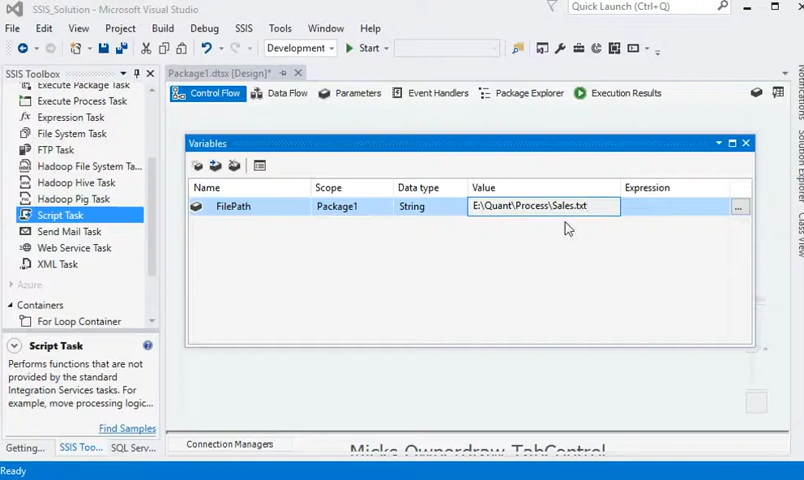 SSIS_Solution - Microsoft Visual Studio
Quick Launch (Ctrl+Q)
File Edit View Project Build Debug SSIS Tools Window Help
Development Start
SSIS Toolbox
Package1.dtsx [Design]*
Execute Package Task
Execute Process Task
Expression Task
File System Task
FTP Task
Hadoop File System Ta...
Hadoop Hive Task
Hadoop Pig Task
Script Task
Send Mail Task
Web Service Task
XML Task
Azure
Containers
For Loop Container
Script Task
Performs functions that are not
provided by the standard
Integration Services tasks. For
example, move processing logic...
Find Samples
Getting... SSIS Too... SQL Serv...
Control Flow Data Flow Parameters Event Handlers Package Explorer Execution Results
Variables
Name Scope Data type Value Expression
FilePath Package1 String E:\Quant\Process\Sales.txt ...
Connection Managers
Micks Ownerdraw TabControl
Notifications
Solution Explorer
Class View
Ready